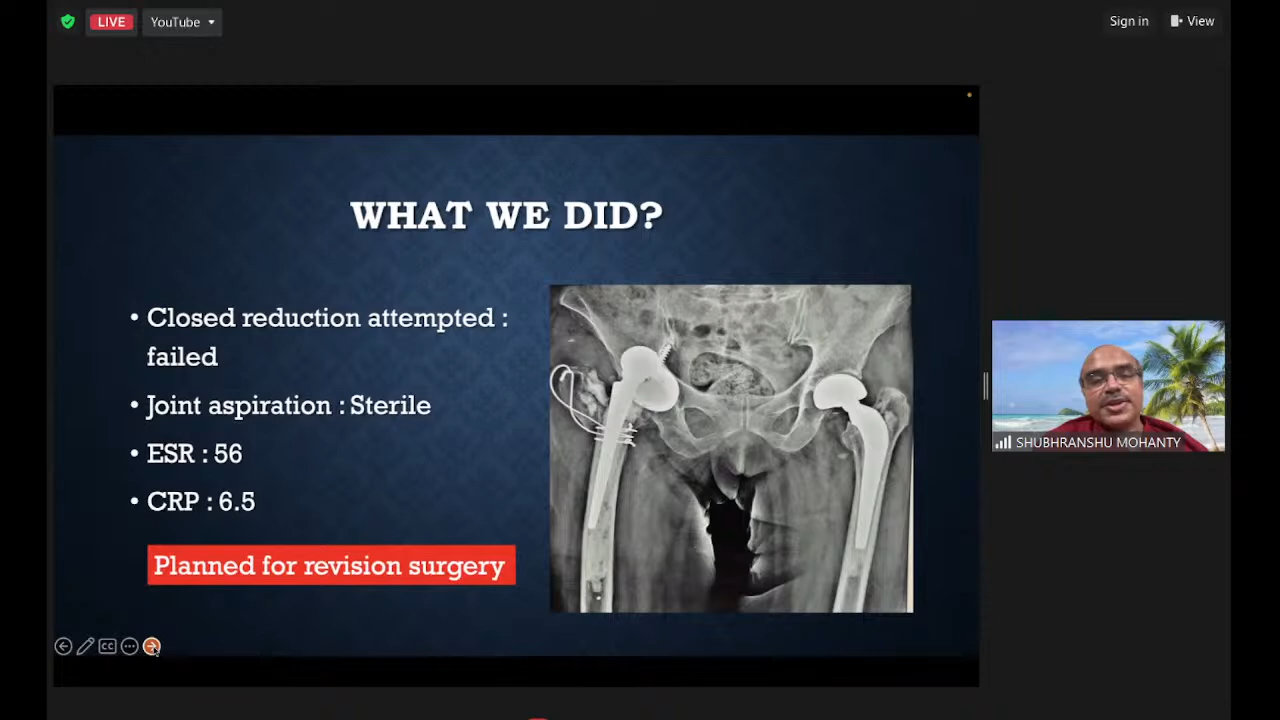 LIVE
YouTube
Sign in
View
WHAT WE DID?
• Closed reduction attempted :
failed
• Joint aspiration : Sterile
• ESR : 56
• CRP : 6.5
Planned for revision surgery
SHUBHRANSHU MOHANTY
CC